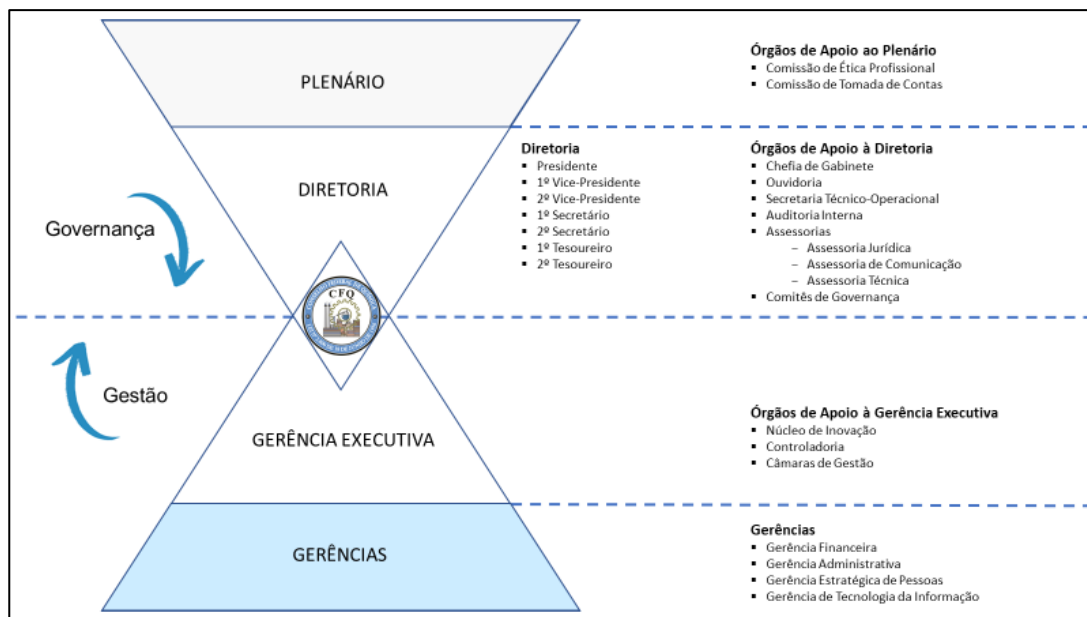 PLENÁRIO
Órgãos de Apoio ao Plenário
▪ Comissão de Ética Profissional
▪ Comissão de Tomada de Contas
DIRETORIA
Diretoria
▪ Presidente
▪ 1º Vice-Presidente
▪ 2º Vice-Presidente
▪ 1º Secretário
▪ 2º Secretário
▪ 1º Tesoureiro
▪ 2º Tesoureiro
Órgãos de Apoio à Diretoria
▪ Chefia de Gabinete
▪ Ouvidoria
▪ Secretaria Técnico-Operacional
▪ Auditoria Interna
▪ Assessorias
– Assessoria Jurídica
– Assessoria de Comunicação
– Assessoria Técnica
▪ Comitês de Governança
Governança
CFQ
Gestão
GERÊNCIA EXECUTIVA
Órgãos de Apoio à Gerência Executiva
▪ Núcleo de Inovação
▪ Controladoria
▪ Câmaras de Gestão
GERÊNCIAS
Gerências
▪ Gerência Financeira
▪ Gerência Administrativa
▪ Gerência Estratégica de Pessoas
▪ Gerência de Tecnologia da Informação